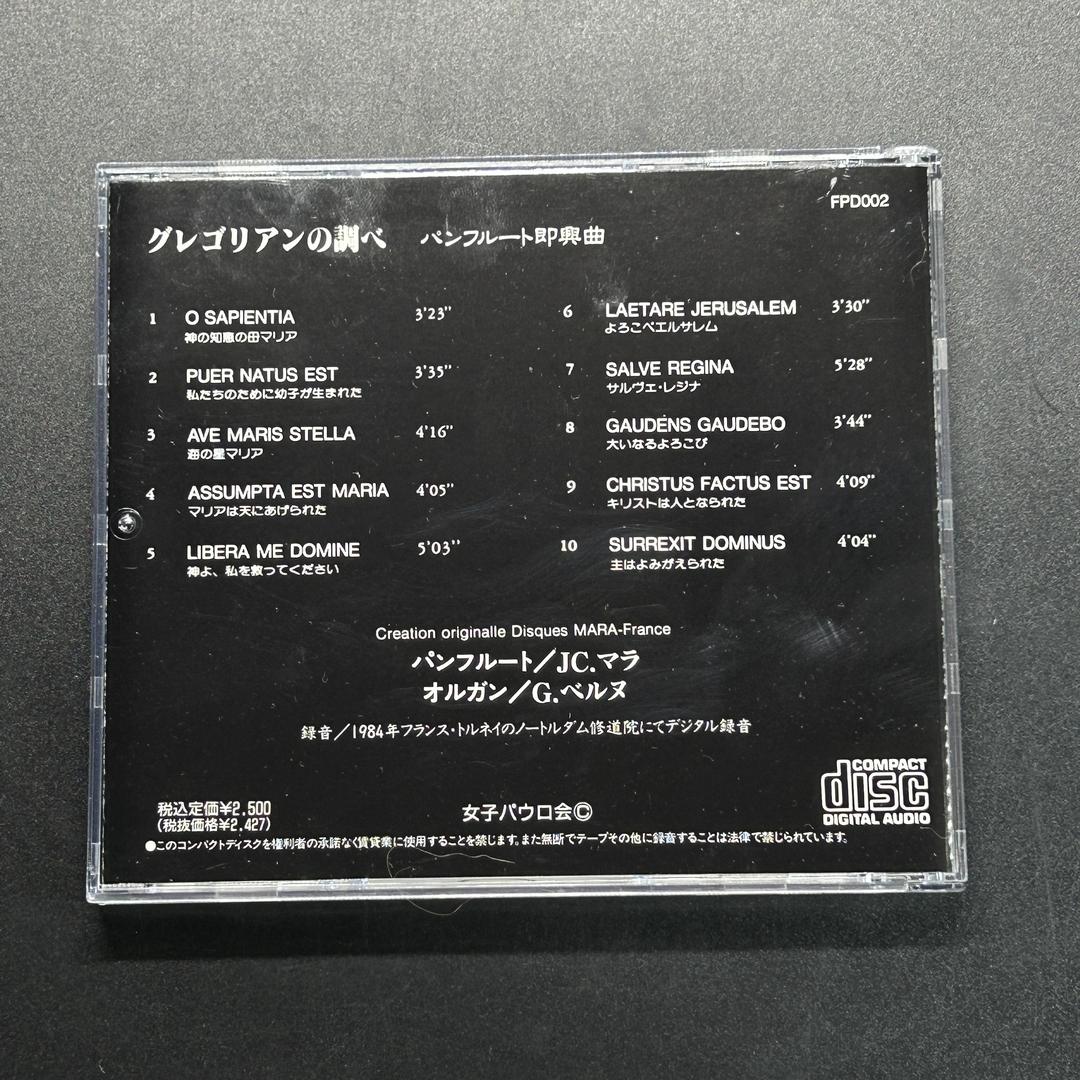 FPD002
グレゴリアンの調べ パンフルート即興曲
1 O SAPIENTIA 3'23"
神の知恵の母マリア
2 PUER NATUS EST 3'35"
私たちのために幼子が生まれた
3 AVE MARIS STELLA 4'16"
海の星マリア
4 ASSUMPTA EST MARIA 4'05"
マリアは天にあげられた
5 LIBERA ME DOMINE 5'03"
神よ、私を救ってください
6 LAETARE JERUSALEM 3'30"
よろこべエルサレム
7 SALVE REGINA 5'28"
サルヴェ・レジナ
8 GAUDENS GAUDEBO 3'44"
大いなるよろこび
9 CHRISTUS FACTUS EST 4'09"
キリストは人となられた
10 SURREXIT DOMINUS 4'04"
主はよみがえられた
Creation originalle Disques MARA-France
パンフルート/JC.マラ
オルガン/G.ベルヌ
録音/1984年フランス・トルネイのノートルダム修道院にてデジタル録音
税込定価¥2,500
(税抜価格¥2,427)
女子パウロ会©
COMPACT
disc
DIGITAL AUDIO
●このコンパクトディスクを権利者の承諾なく賃貸業に使用することを禁じます。また無断でテープその他に録音することは法律で禁じられています。